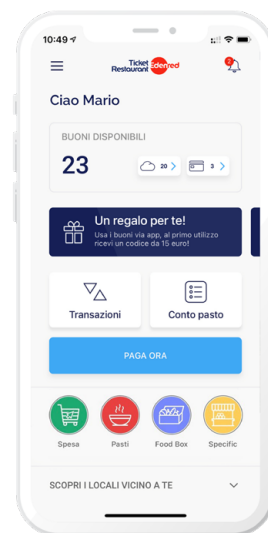 10:49
Ticket
Restaurant Edenred
2
Ciao Mario
BUONI DISPONIBILI
23
20 >
3 >
Un regalo per te!
Usa i buoni via app, al primo utilizzo
ricevi un codice da 15 euro!
Transazioni
Conto pasto
PAGA ORA
Spesa
Pasti
Food Box
Specific
SCOPRI I LOCALI VICINO A TE